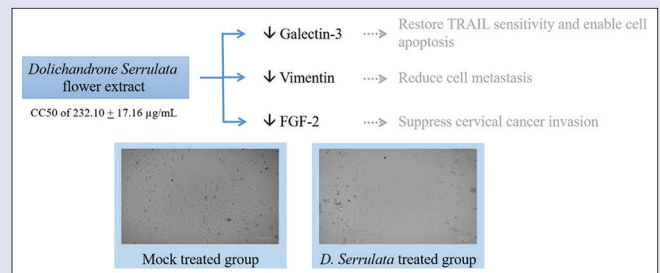 Dolichandrone Serrulata
flower extract
CC50 of 232.10 ± 17.16 µg/mL
↓ Galectin-3
Restore TRAIL sensitivity and enable cell
apoptosis
↓ Vimentin
Reduce cell metastasis
↓ FGF-2
Suppress cervical cancer invasion
Mock treated group
D. Serrulata treated group